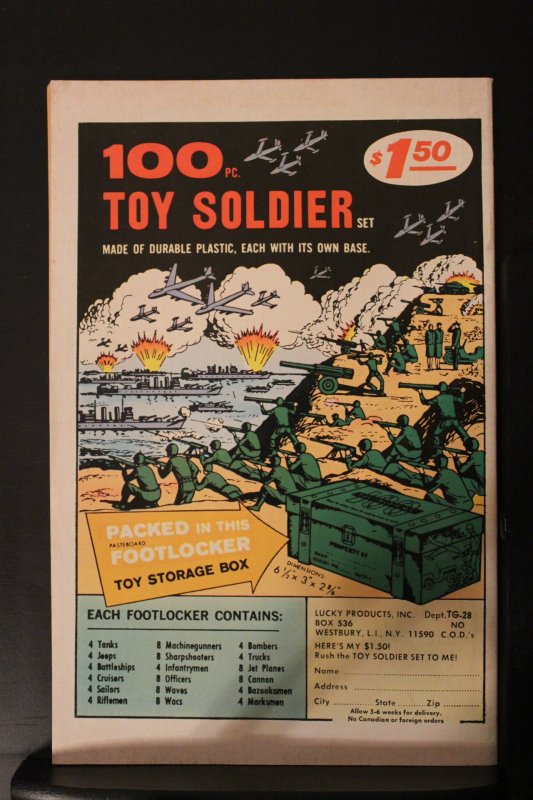 100 PC.
$1 50
TOY SOLDIER SET
MADE OF DURABLE PLASTIC, EACH WITH ITS OWN BASE.
PACKED IN THIS
PASTEBOARD
FOOTLOCKER
TOY STORAGE BOX
PROPERTY OF
DIMENSIONS:
6 1/2" x 3" x 2 3/8"
EACH FOOTLOCKER CONTAINS:
4 Tanks
4 Jeeps
4 Battleships
4 Cruisers
4 Sailors
4 Riflemen
8 Machinegunners
8 Sharpshooters
4 Infantrymen
8 Officers
8 Waves
8 Wacs
4 Bombers
4 Trucks
8 Jet Planes
8 Cannon
4 Bazookamen
4 Marksmen
LUCKY PRODUCTS, INC. Dept. TG-28
BOX 536 NO
WESTBURY, L.I., N.Y. 11590 C.O.D.'s
HERE'S MY $1.50!
Rush the TOY SOLDIER SET TO ME!
Name
Address
City State Zip
Allow 5-6 weeks for delivery.
No Canadian or foreign orders